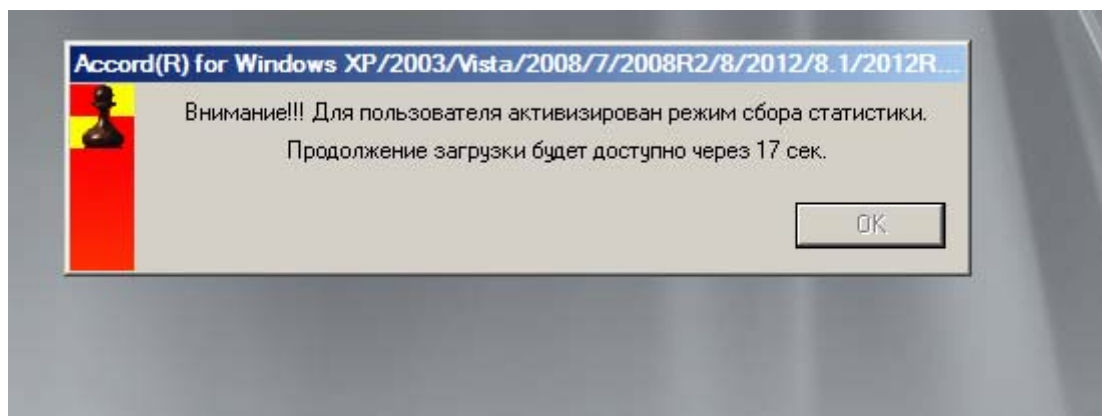 Accord(R) for Windows XP/2003/Vista/2008/7/2008R2/8/2012/8.1/2012R...
Внимание!!! Для пользователя активизирован режим сбора статистики.
Продолжение загрузки будет доступно через 17 сек.
OK